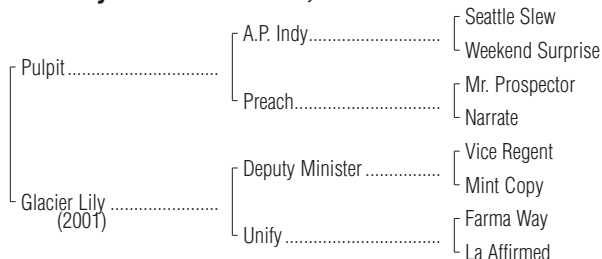 Seattle Slew
A.P. Indy
Weekend Surprise
Pulpit
Mr. Prospector
Preach
Narrate
Vice Regent
Deputy Minister
Mint Copy
Glacier Lily
(2001)
Farma Way
Unify
La Affirmed